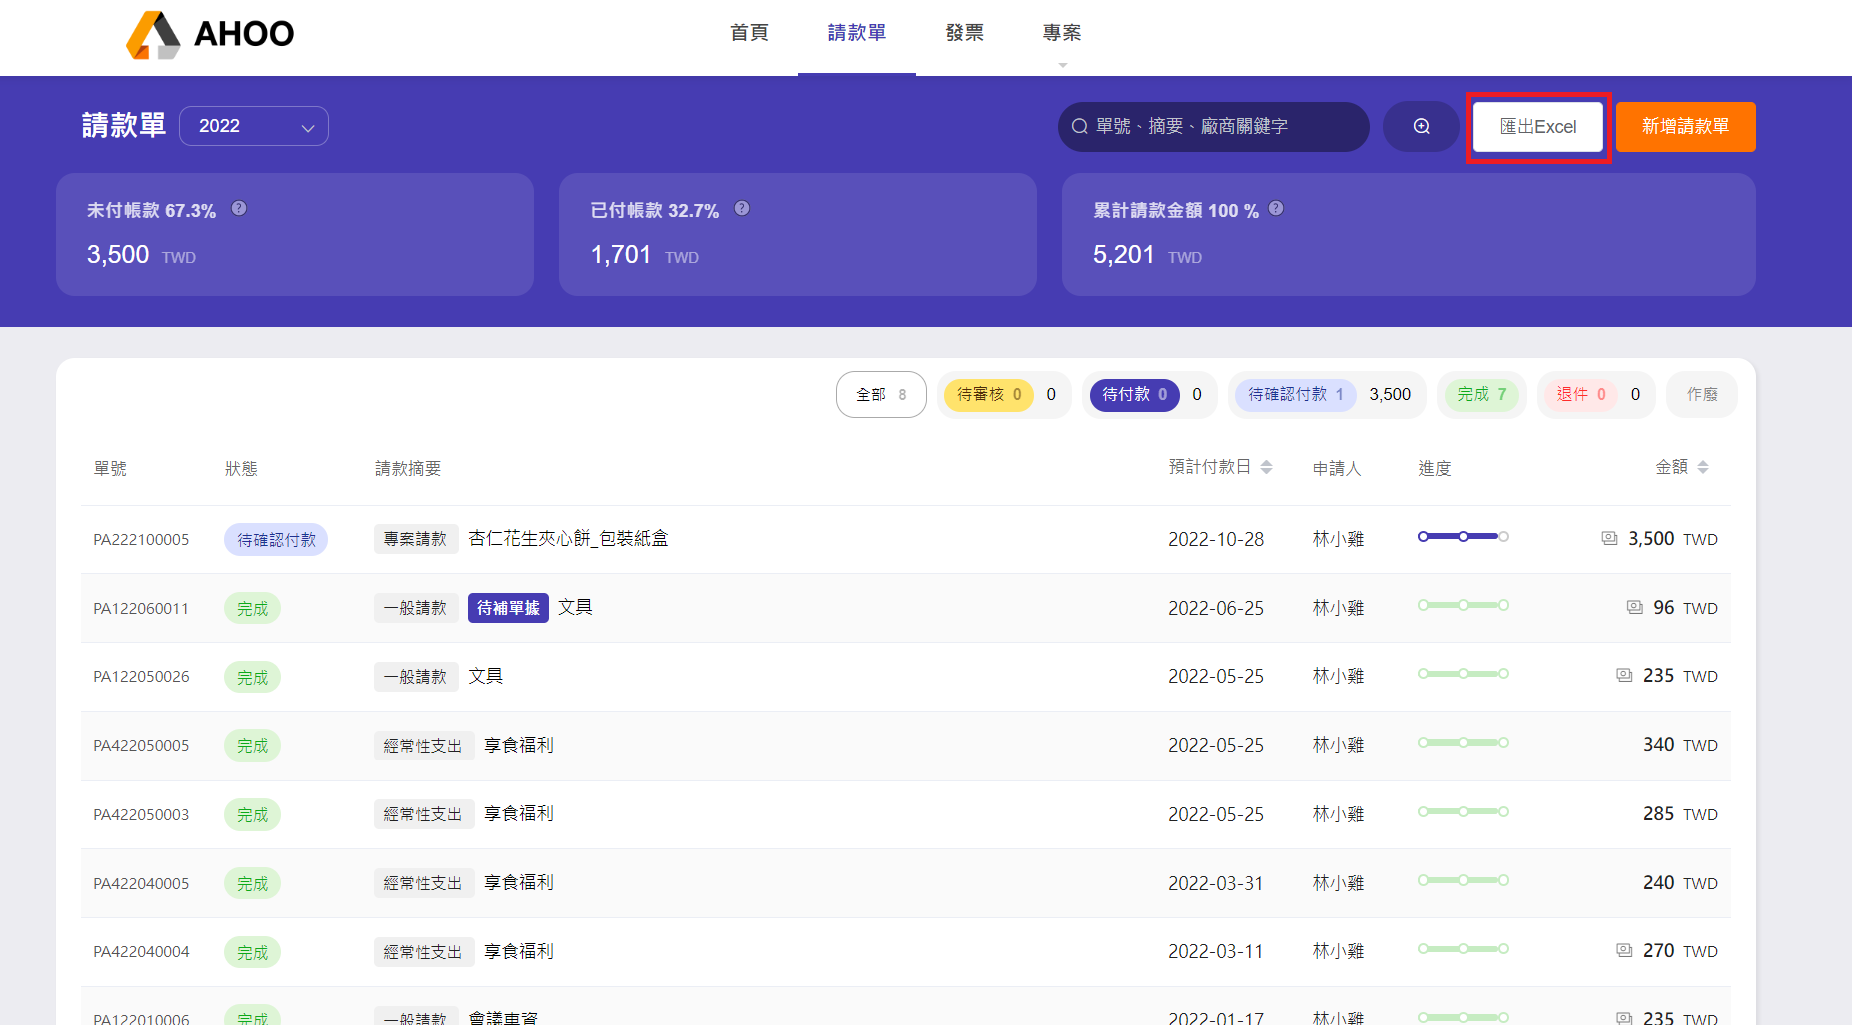 AHOO
首頁 請款單 發票 專案
請款單 2022 單號、摘要、廠商關鍵字 匯出Excel 新增請款單
未付帳款 67.3% ?
3,500 TWD
已付帳款 32.7% ?
1,701 TWD
累計請款金額 100 % ?
5,201 TWD
全部 8 待審核 0 0 待付款 0 0 待確認付款 1 3,500 完成 7 退件 0 0 作廢
單號 狀態 請款摘要 預計付款日 申請人 進度 金額
PA222100005 待確認付款 專案請款 杏仁花生夾心餅_包裝紙盒 2022-10-28 林小雞 3,500 TWD
PA122060011 完成 一般請款 待補單據 文具 2022-06-25 林小雞 96 TWD
PA122050026 完成 一般請款 文具 2022-05-25 林小雞 235 TWD
PA422050005 完成 經常性支出 享食福利 2022-05-25 林小雞 340 TWD
PA422050003 完成 經常性支出 享食福利 2022-05-25 林小雞 285 TWD
PA422040005 完成 經常性支出 享食福利 2022-03-31 林小雞 240 TWD
PA422040004 完成 經常性支出 享食福利 2022-03-11 林小雞 270 TWD
PA122010006 完成 一般請款 會議車資 2022-01-17 林小雞 235 TWD